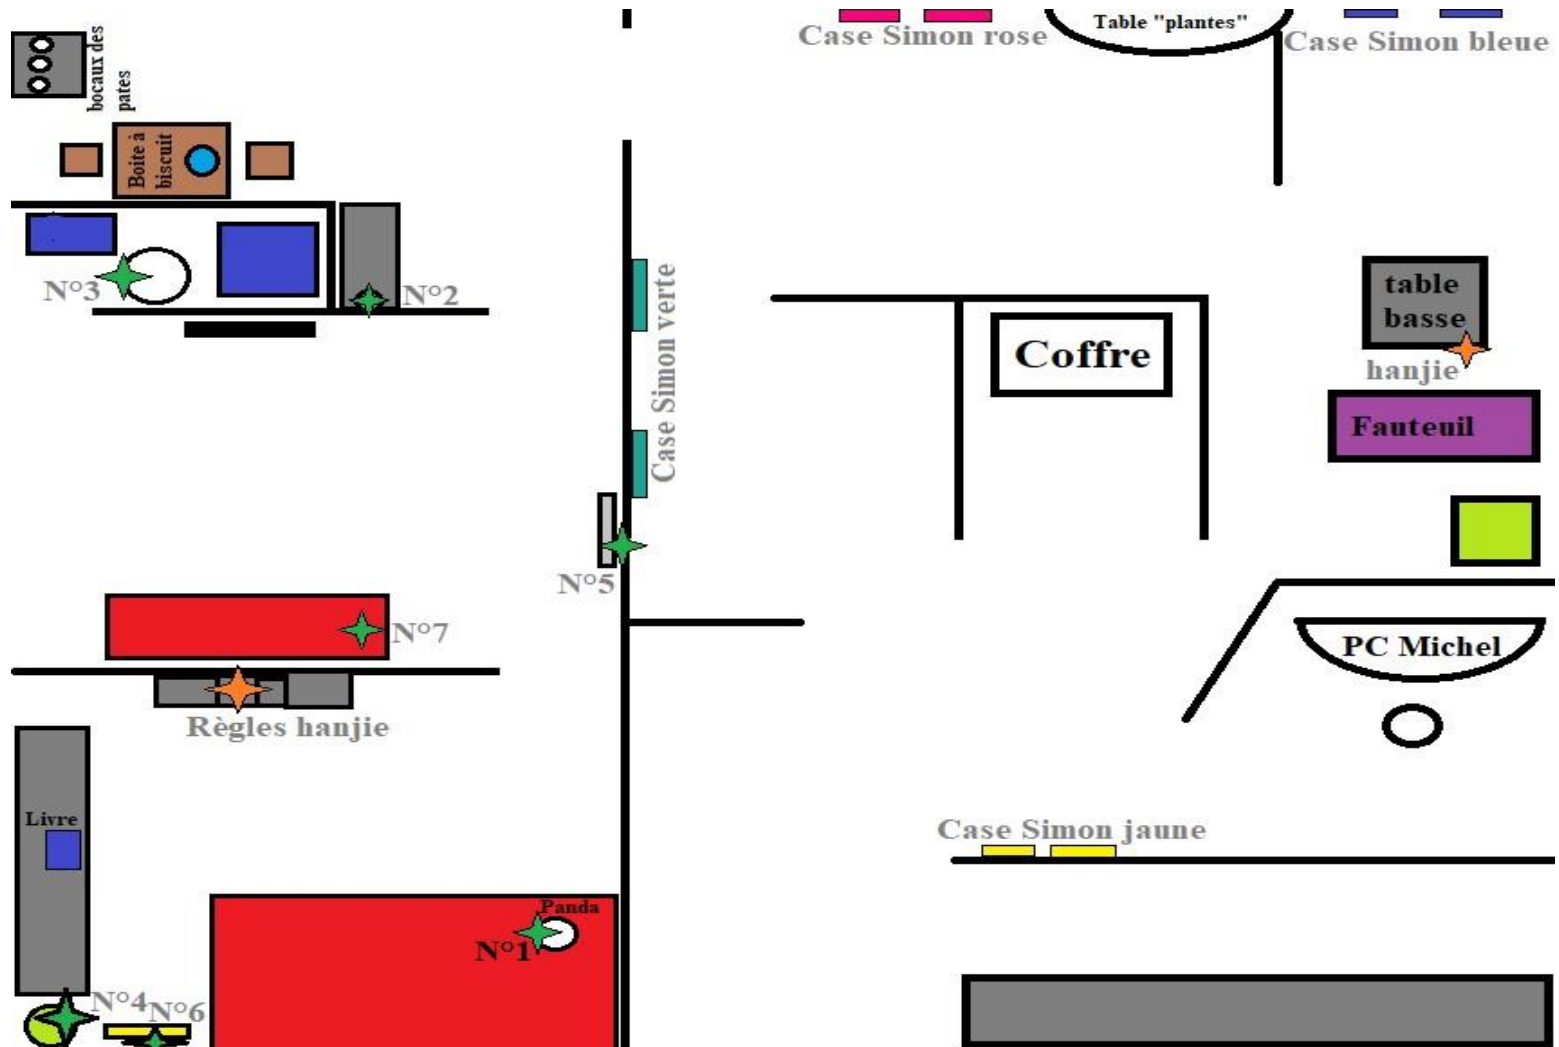 Table "plantes"
Case Simon rose
Case Simon bleue
bocaux des
pates
Boite à
biscuit
N°3
N°2
Case Simon verte
table
basse
hanjie
Coffre
Fauteuil
N°5
N°7
PC Michel
Règles hanjie
Livre
Case Simon jaune
Panda
N°1
N°4
N°6